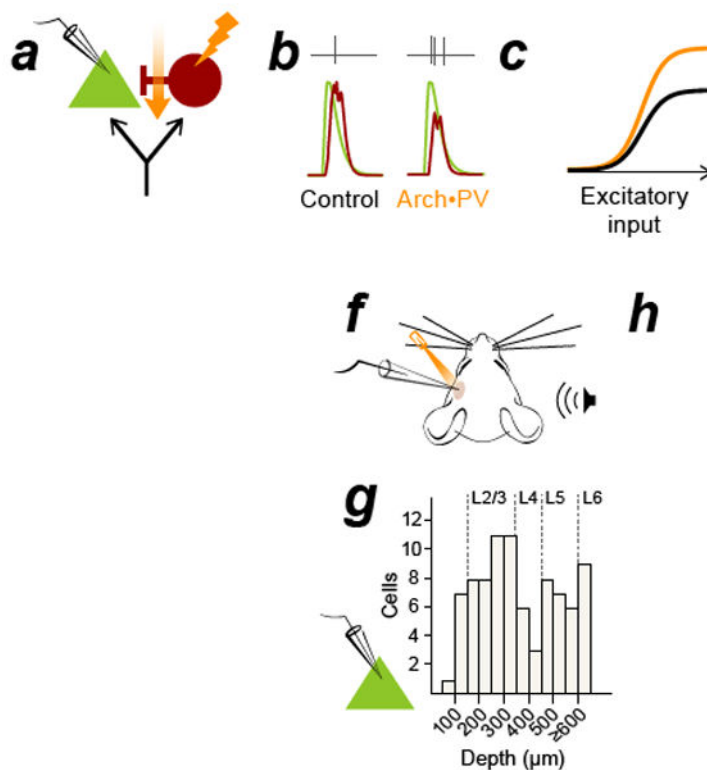 a
b
c
Control
Arch•PV
Excitatory
input
f
h
g
L2/3
L4
L5
L6
12
10
8
6
4
2
Cells
100
200
300
400
500
≥600
Depth (µm)